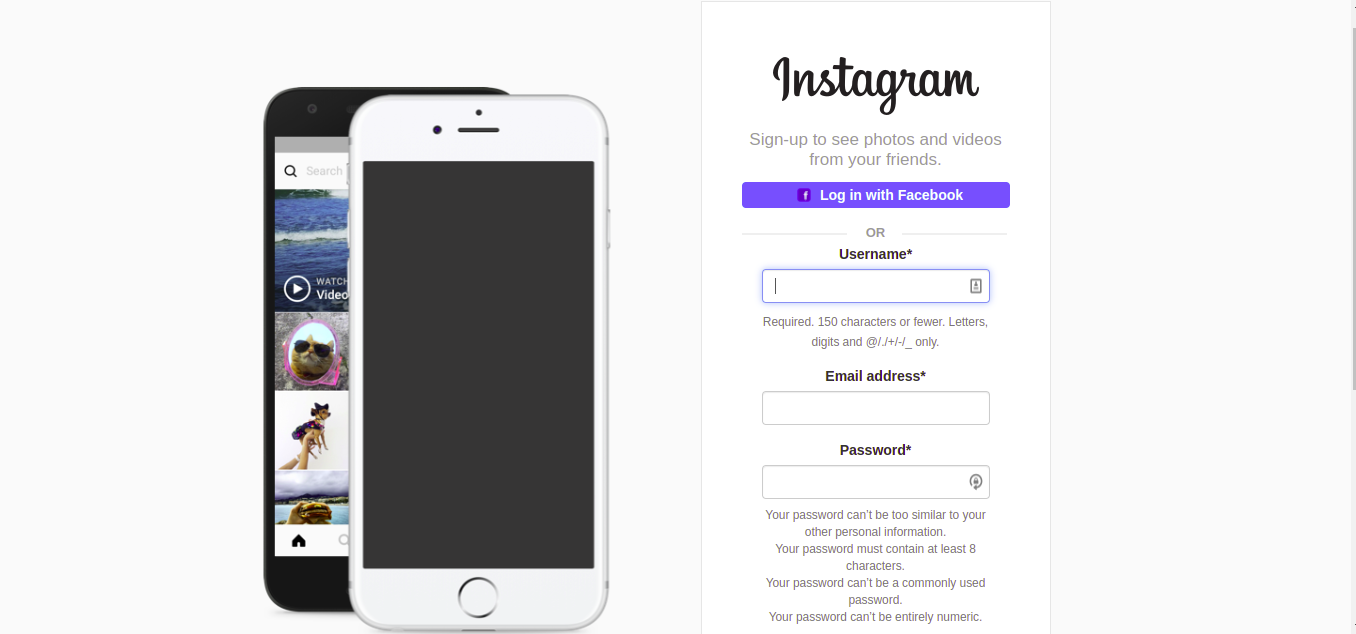 Search
WATCH
Video
Instagram
Sign-up to see photos and videos
from your friends.
Log in with Facebook
OR
Username*
Required. 150 characters or fewer. Letters,
digits and @/./+/-/_ only.
Email address*
Password*
Your password can't be too similar to your
other personal information.
Your password must contain at least 8
characters.
Your password can't be a commonly used
password.
Your password can't be entirely numeric.